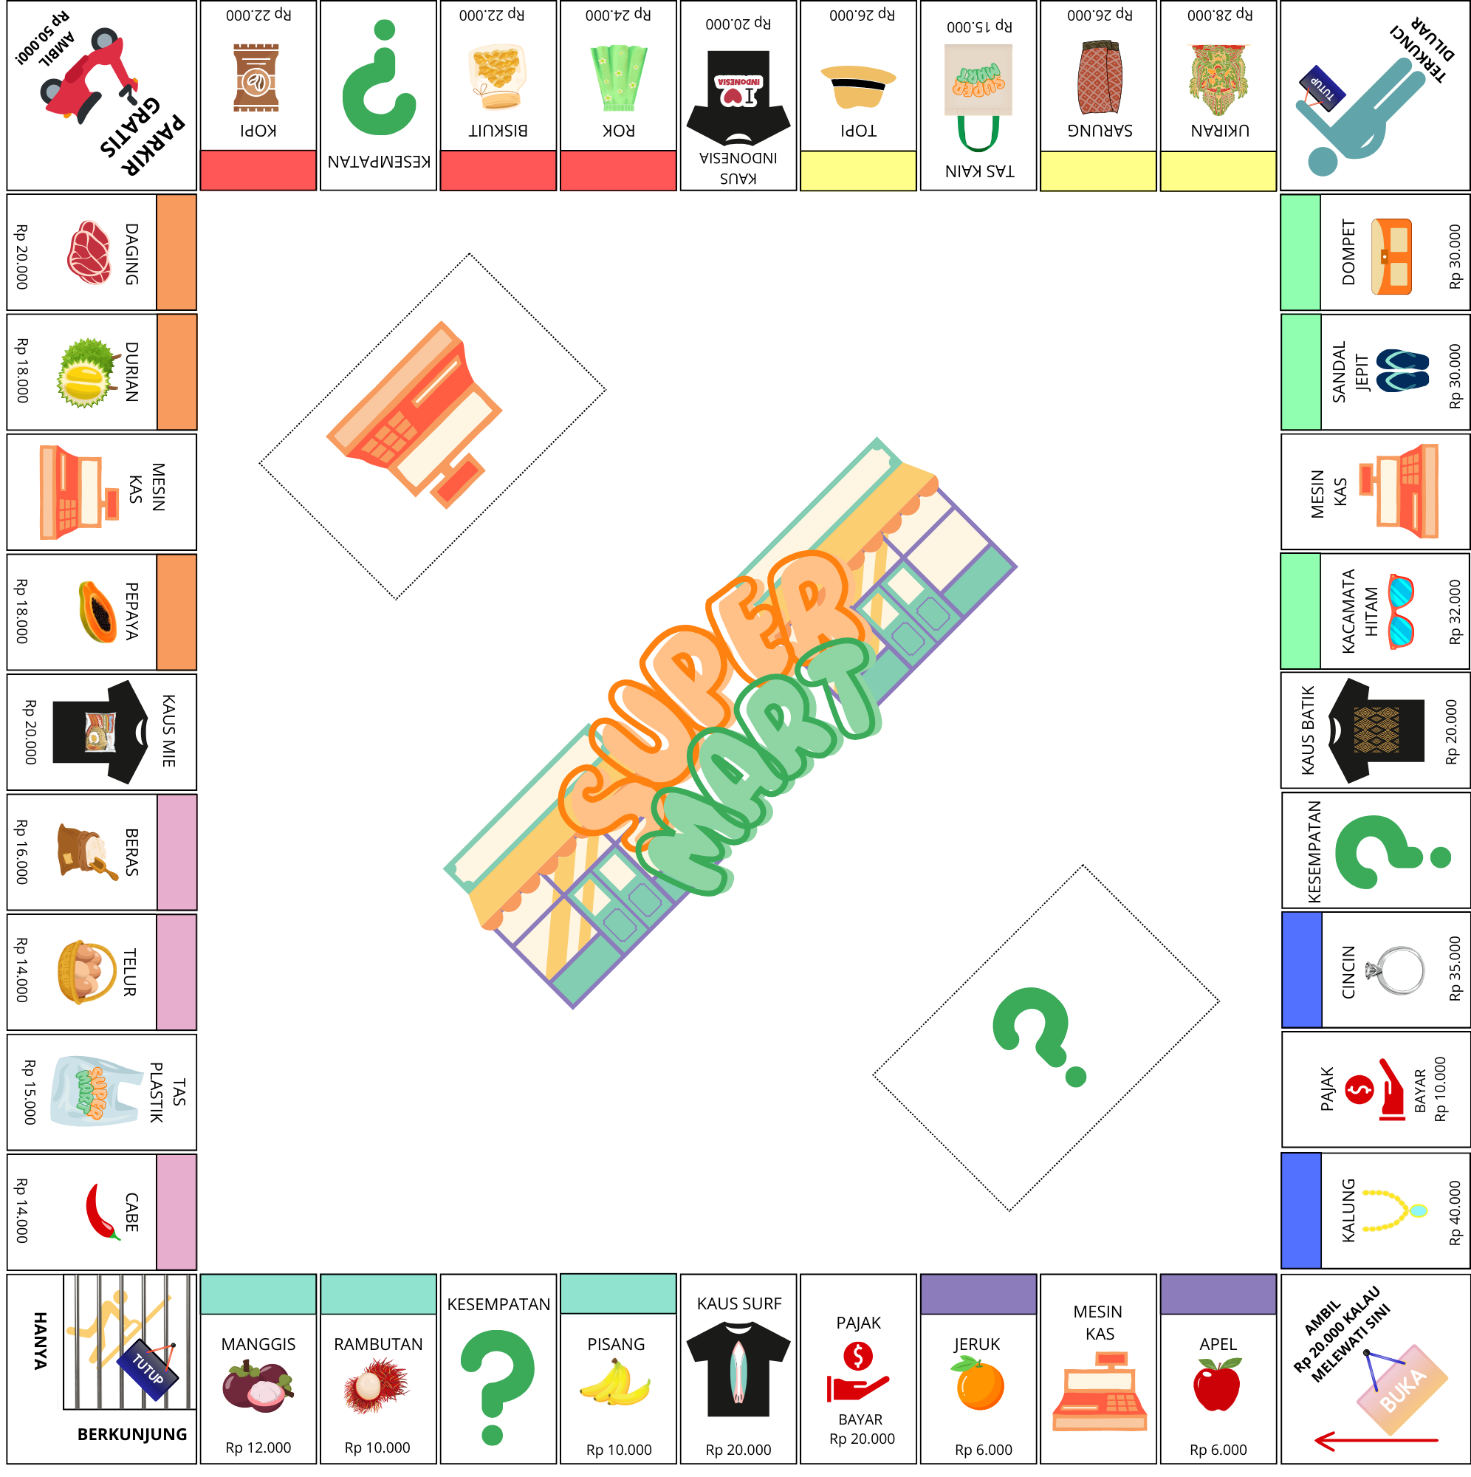 Rp 50.000!
AMBIL
PARKIR
GRATIS
Rp 22.000
KOPI
KESEMPATAN
Rp 22.000
BISKUIT
Rp 24.000
ROK
Rp 20.000
I
INDONESIA
KAUS
INDONESIA
Rp 26.000
TOPI
Rp 15.000
SUPER
MART
TAS KAIN
Rp 26.000
SARUNG
Rp 28.000
UKIRAN
TERKUNCI
DILUAR
TUTUP
DOMPET
Rp 30.000
SANDAL
JEPIT
Rp 30.000
MESIN
KAS
KACAMATA
HITAM
Rp 32.000
KAUS BATIK
Rp 20.000
KESEMPATAN
CINCIN
Rp 35.000
PAJAK
BAYAR
Rp 10.000
KALUNG
Rp 40.000
AMBIL
Rp 20.000 KALAU
MELEWATI SINI
BUKA
APEL
Rp 6.000
MESIN
KAS
JERUK
Rp 6.000
PAJAK
BAYAR
Rp 20.000
KAUS SURF
Rp 20.000
PISANG
Rp 10.000
KESEMPATAN
RAMBUTAN
Rp 10.000
MANGGIS
Rp 12.000
HANYA
BERKUNJUNG
TUTUP
CABE
Rp 14.000
TAS
PLASTIK
SUPER
MART
Rp 15.000
TELUR
Rp 14.000
BERAS
Rp 16.000
KAUS MIE
Rp 20.000
PEPAYA
Rp 18.000
MESIN
KAS
DURIAN
Rp 18.000
DAGING
Rp 20.000
SUPER
MART